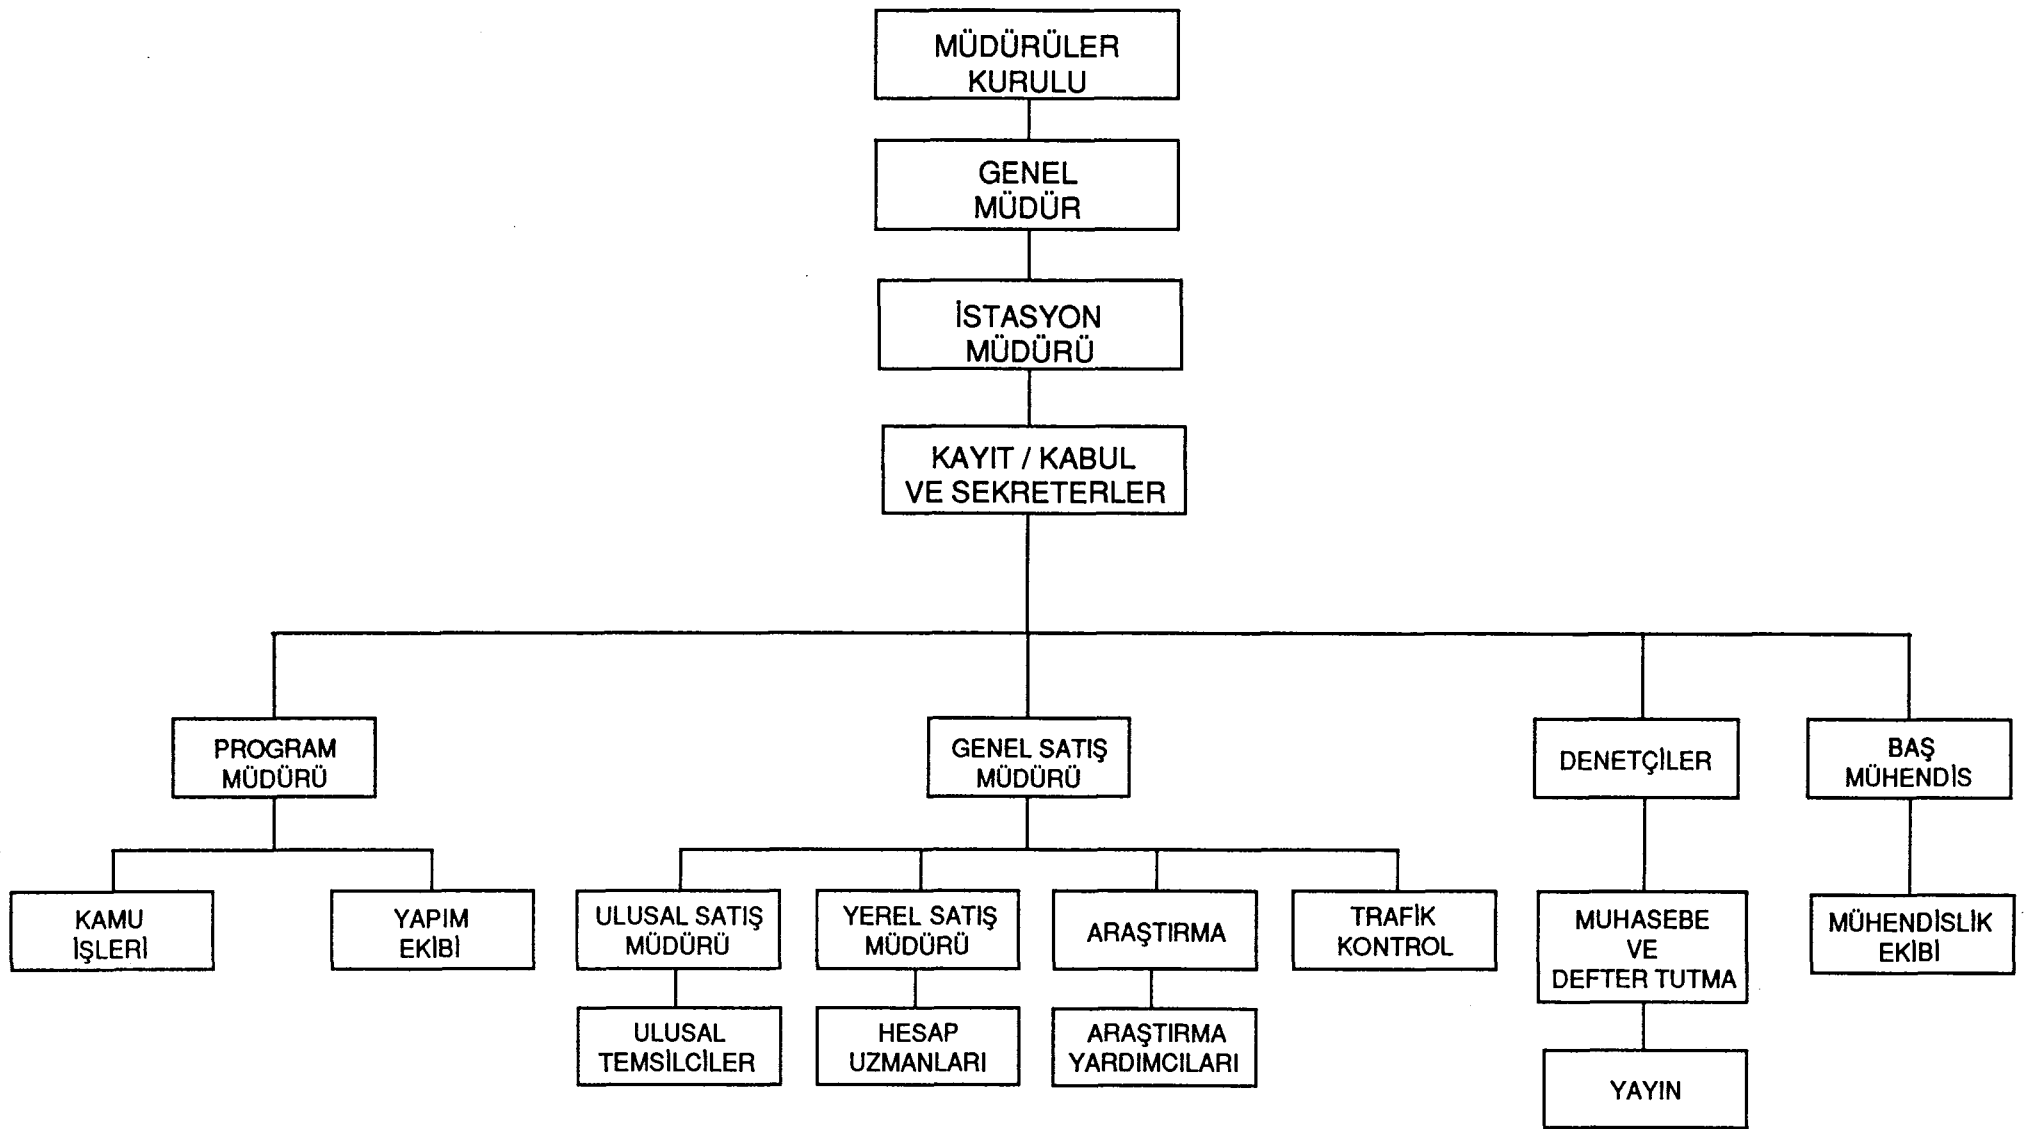 MÜDÜRÜLER
KURULU
GENEL
MÜDÜR
İSTASYON
MÜDÜRÜ
KAYIT / KABUL
VE SEKRETERLER
PROGRAM
MÜDÜRÜ
GENEL SATIŞ
MÜDÜRÜ
DENETÇİLER
BAŞ
MÜHENDİS
KAMU
İŞLERİ
YAPIM
EKİBİ
ULUSAL SATIŞ
MÜDÜRÜ
YEREL SATIŞ
MÜDÜRÜ
ARAŞTIRMA
TRAFİK
KONTROL
MUHASEBE
VE
DEFTER TUTMA
MÜHENDİSLİK
EKİBİ
ULUSAL
TEMSİLCİLER
HESAP
UZMANLARI
ARAŞTIRMA
YARDIMCILARI
YAYIN